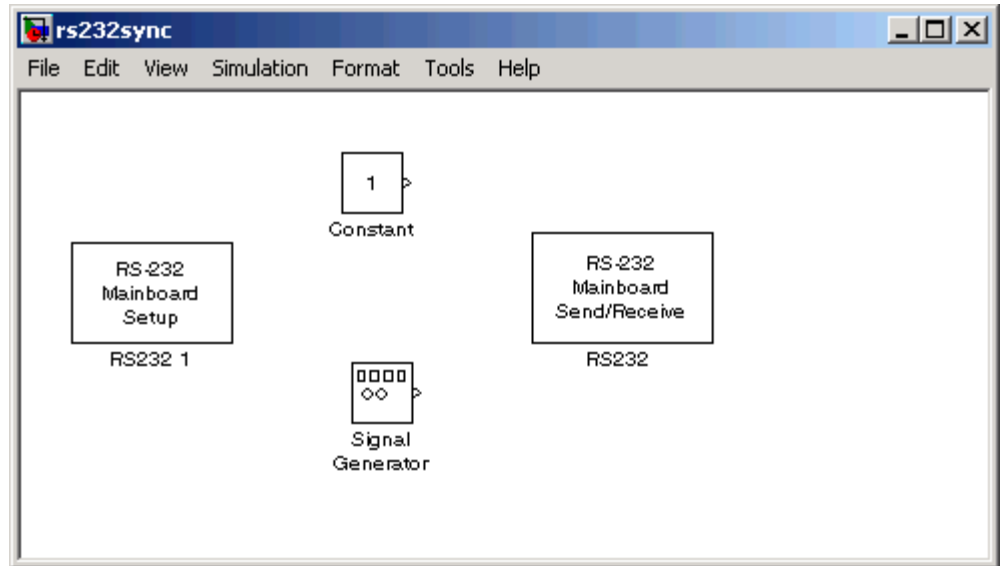 rs232sync
File Edit View Simulation Format Tools Help
1
Constant
RS-232
Mainboard
Setup
RS232 1
RS-232
Mainboard
Send/Receive
RS232
Signal
Generator